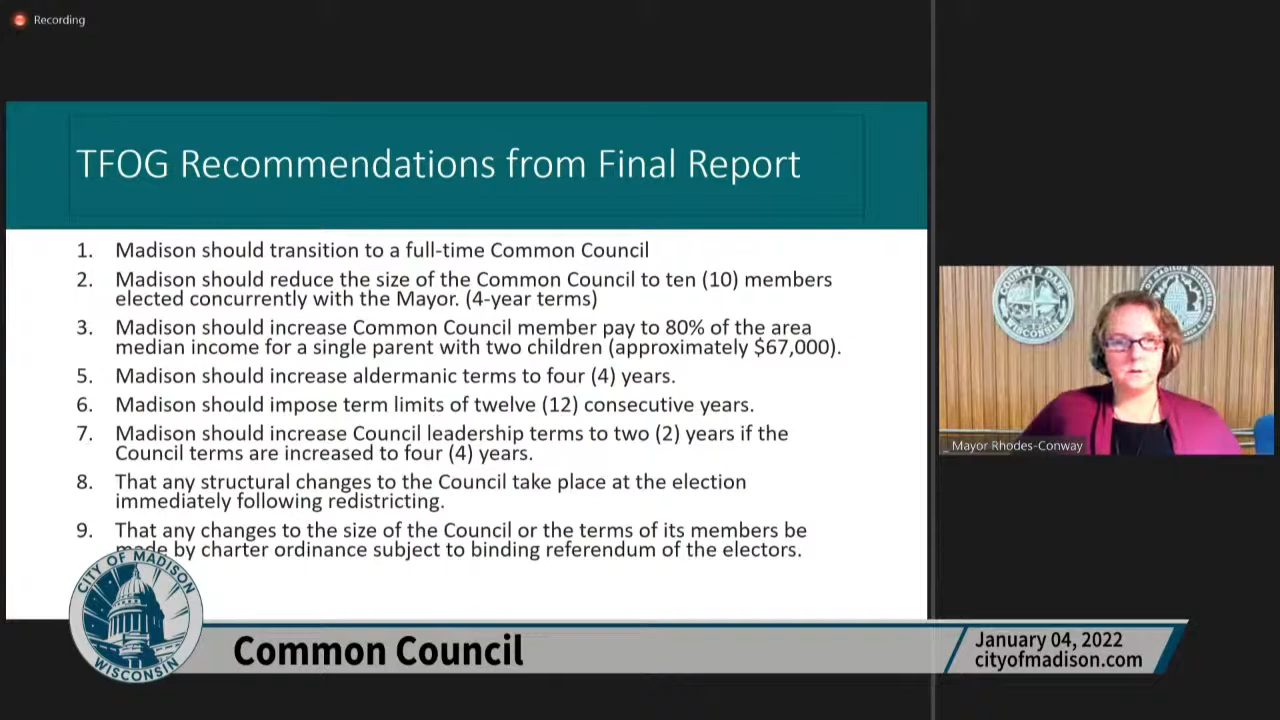 Recording
TFOG Recommendations from Final Report
1. Madison should transition to a full-time Common Council
2. Madison should reduce the size of the Common Council to ten (10) members
elected concurrently with the Mayor. (4-year terms)
3. Madison should increase Common Council member pay to 80% of the area
median income for a single parent with two children (approximately $67,000).
5. Madison should increase aldermanic terms to four (4) years.
6. Madison should impose term limits of twelve (12) consecutive years.
7. Madison should increase Council leadership terms to two (2) years if the
Council terms are increased to four (4) years.
8. That any structural changes to the Council take place at the election
immediately following redistricting.
9. That any changes to the size of the Council or the terms of its members be
made by charter ordinance subject to binding referendum of the electors.
COUNTY OF DANE
WISCONSIN
Mayor Rhodes-Conway
CITY OF MADISON
WISCONSIN
Common Council
January 04, 2022
cityofmadison.com